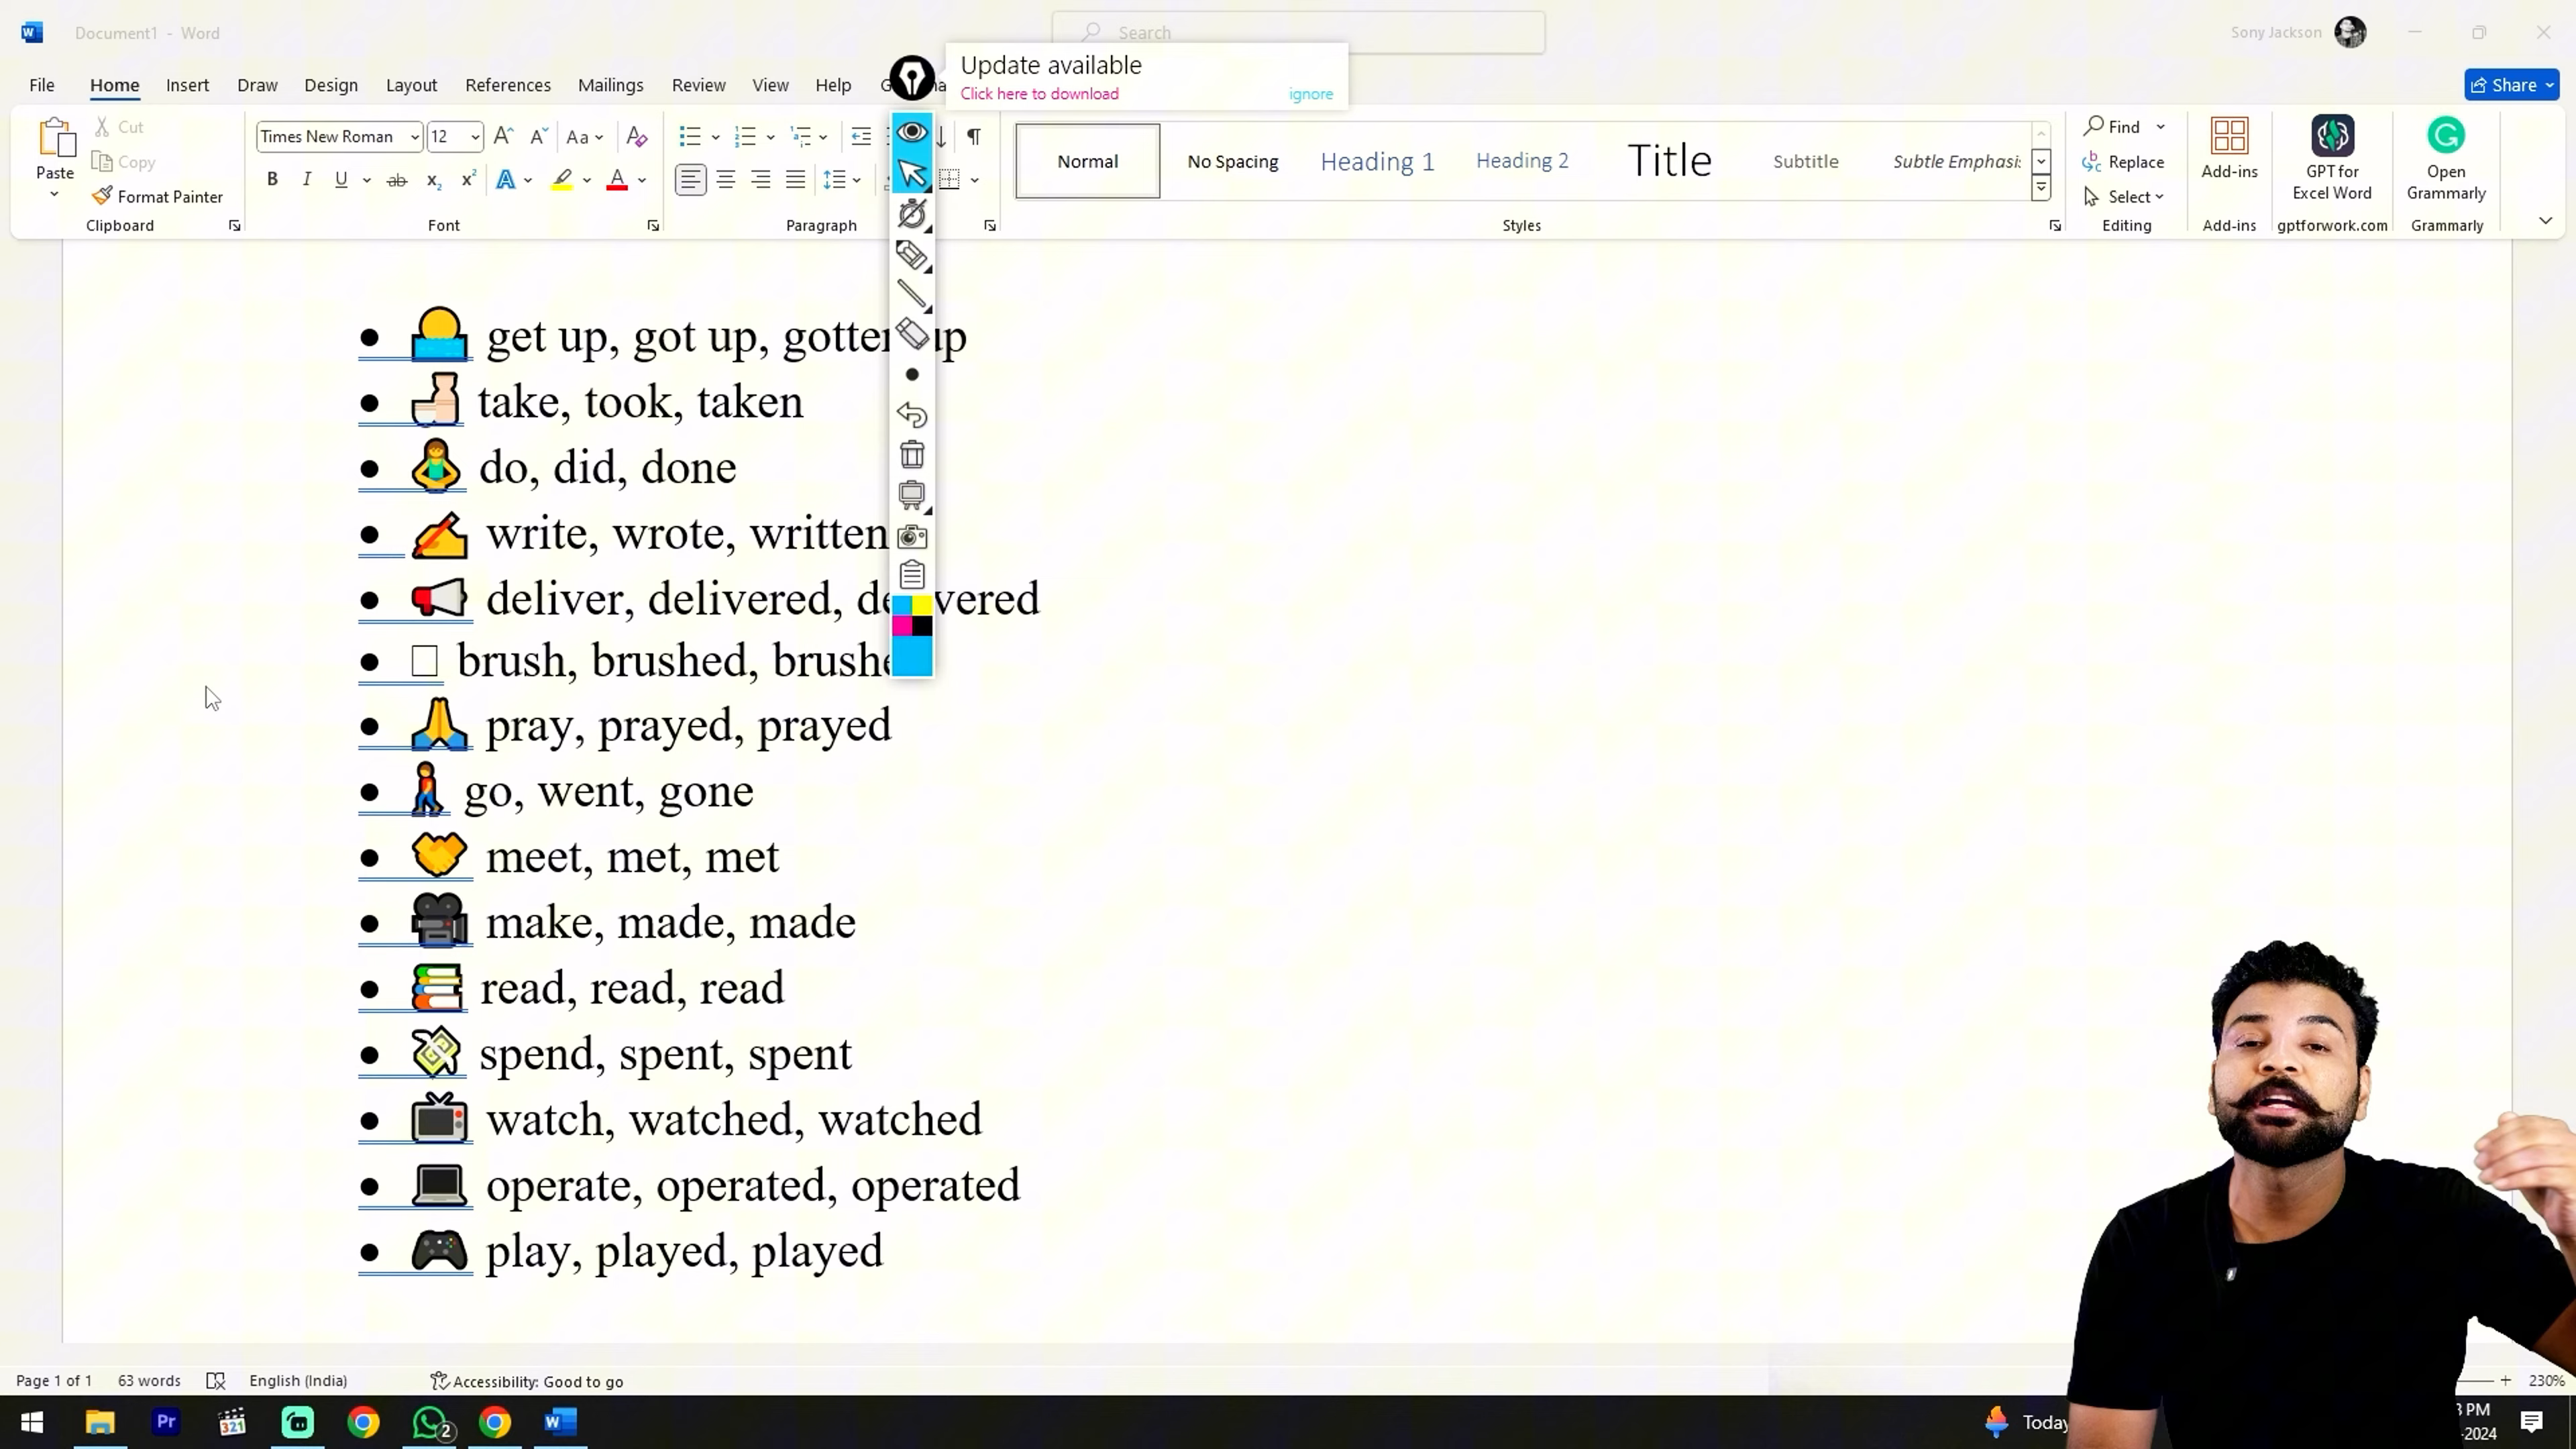 Document1 - Word
Search
Sony Jackson
Update available
Click here to download ignore
File Home Insert Draw Design Layout References Mailings Review View Help
Share
Paste
Cut
Copy
Format Painter
Clipboard
Times New Roman 12
Font
Paragraph
Normal No Spacing Heading 1 Heading 2 Title Subtitle Subtle Emphasi
Styles
Find
Replace
Select
Editing
Add-ins
Add-ins
GPT for
Excel Word
gptforwork.com
Open
Grammarly
Grammarly
get up, got up, gotten up
take, took, taken
do, did, done
write, wrote, written
deliver, delivered, delivered
brush, brushed, brushe
pray, prayed, prayed
go, went, gone
meet, met, met
make, made, made
read, read, read
spend, spent, spent
watch, watched, watched
operate, operated, operated
play, played, played
Page 1 of 1 63 words English (India) Accessibility: Good to go 230%
Pr 321 2 W Today
PM
-2024